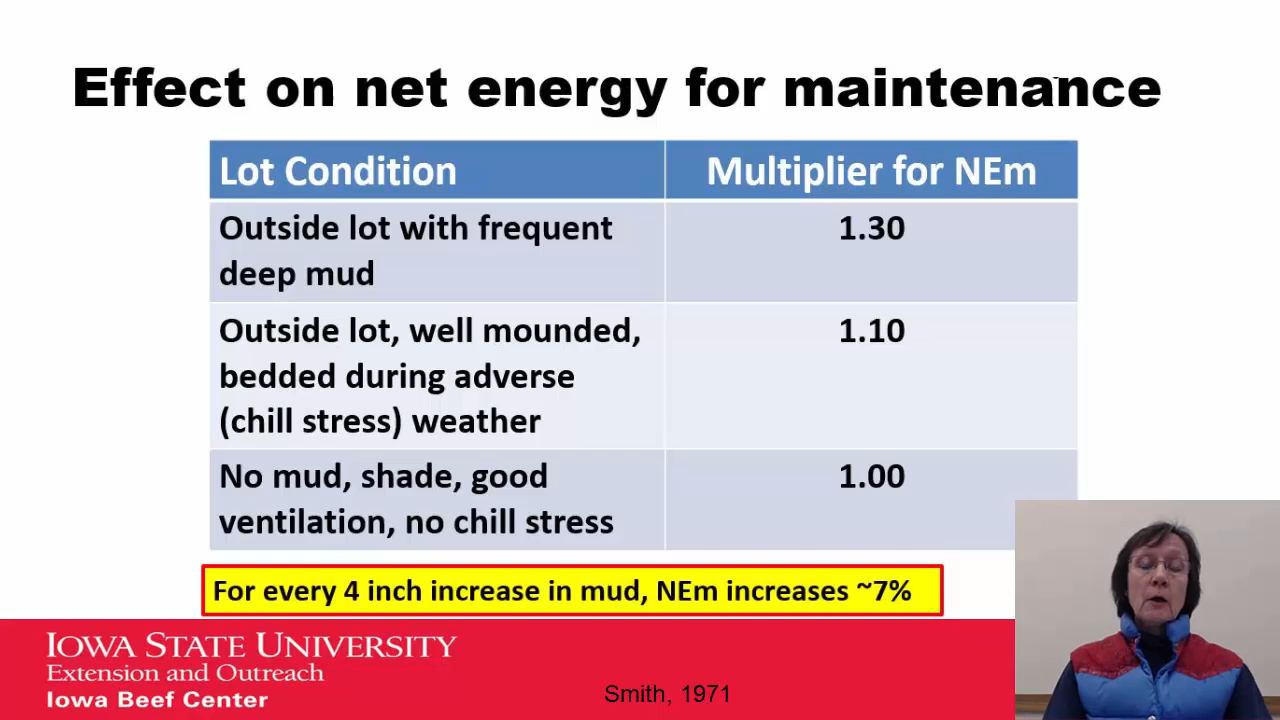 Effect on net energy for maintenance
Lot Condition
Multiplier for NEm
Outside lot with frequent
deep mud
1.30
Outside lot, well mounded,
bedded during adverse
(chill stress) weather
1.10
No mud, shade, good
ventilation, no chill stress
1.00
For every 4 inch increase in mud, NEm increases ~7%
IOWA STATE UNIVERSITY
Extension and Outreach
Iowa Beef Center
Smith, 1971